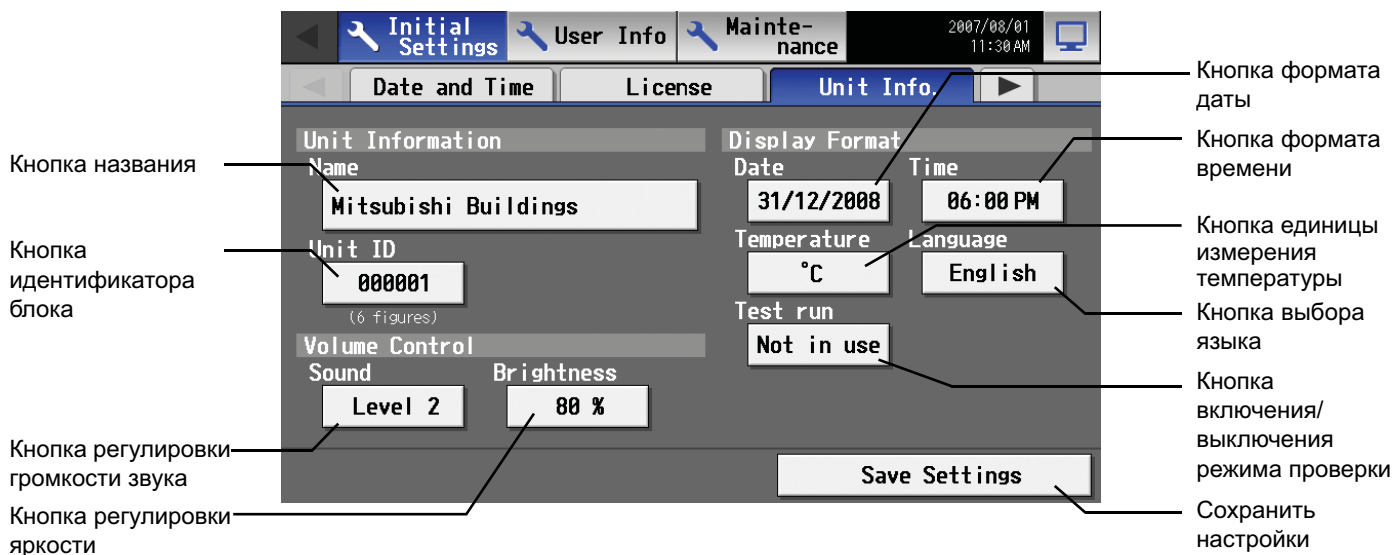 Initial
Settings
User Info
Mainte-
nance
2007/08/01
11:30 AM
Date and Time
License
Unit Info.
Unit Information
Name
Mitsubishi Buildings
Unit ID
000001
(6 figures)
Volume Control
Sound
Level 2
Brightness
80 %
Display Format
Date
31/12/2008
Time
06:00 PM
Temperature
°C
Language
English
Test run
Not in use
Save Settings
Кнопка названия
Кнопка
идентификатора
блока
Кнопка регулировки
громкости звука
Кнопка регулировки
яркости
Кнопка формата
даты
Кнопка формата
времени
Кнопка единицы
измерения
температуры
Кнопка выбора
языка
Кнопка
включения/
выключения
режима проверки
Сохранить
настройки